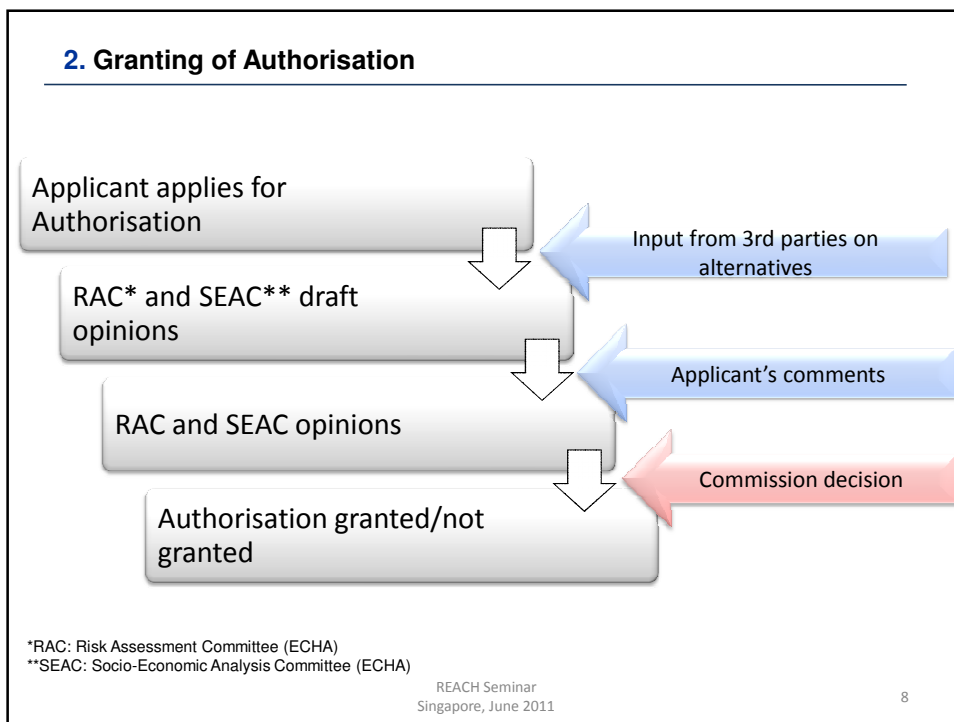 2. Granting of Authorisation
Applicant applies for
Authorisation
Input from 3rd parties on
alternatives
RAC* and SEAC** draft
opinions
Applicant's comments
RAC and SEAC opinions
Commission decision
Authorisation granted/not
granted
*RAC: Risk Assessment Committee (ECHA)
**SEAC: Socio-Economic Analysis Committee (ECHA)
REACH Seminar
Singapore, June 2011
8